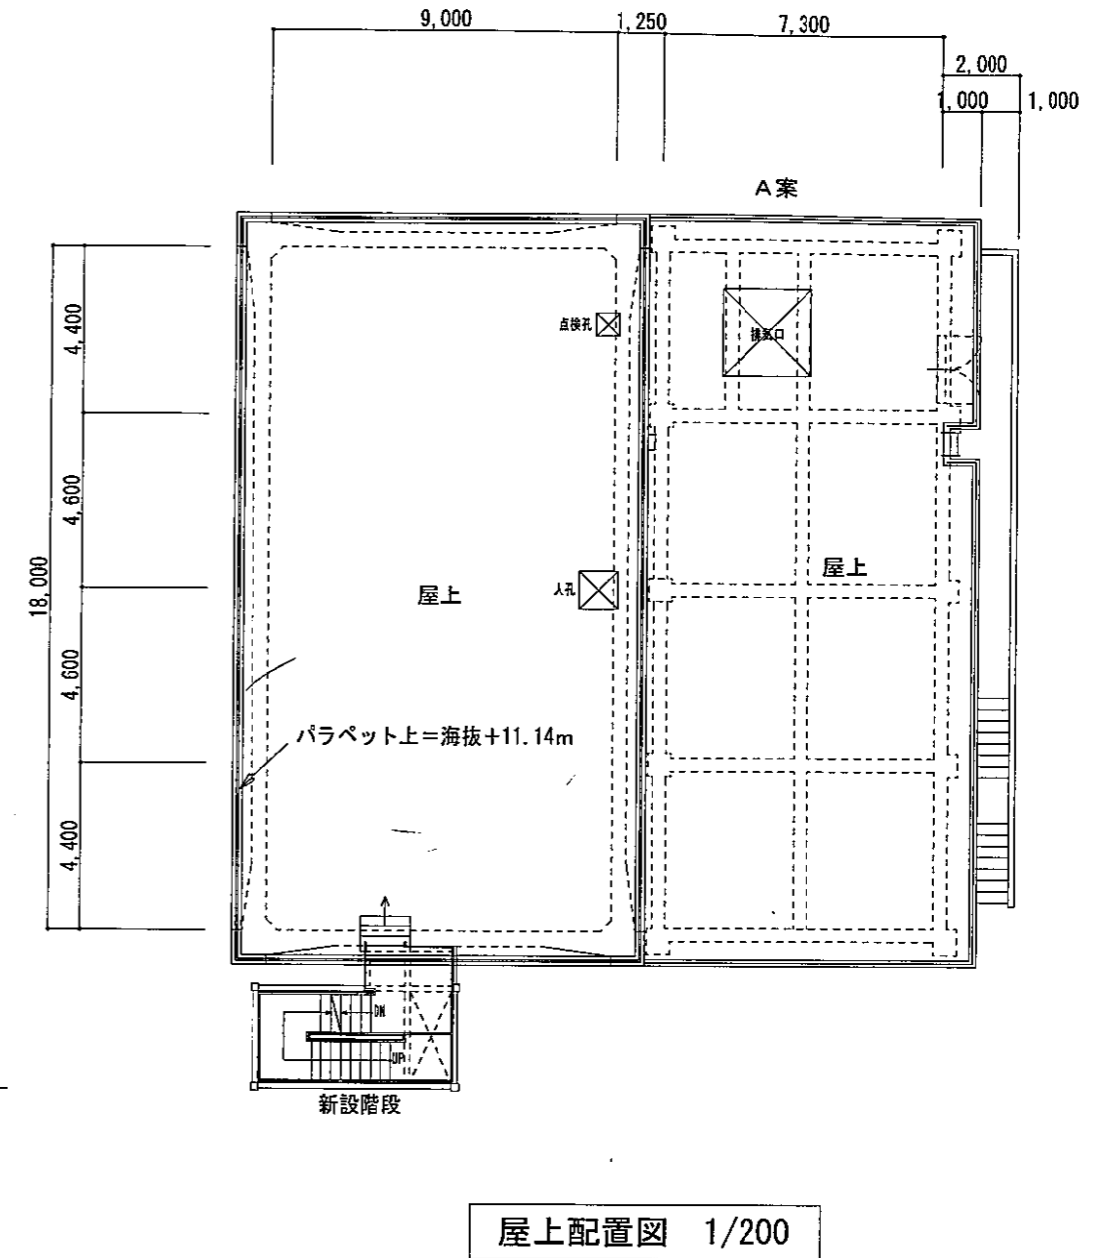 9,000
1,250
7,300
2,000
1,000
1,000
A案
4,400
点検孔
排気口
4,600
18,000
人孔
屋上
屋上
4,600
パラペット上=海抜+11.14m
4,400
DN
UP
新設階段
屋上配置図 1/200